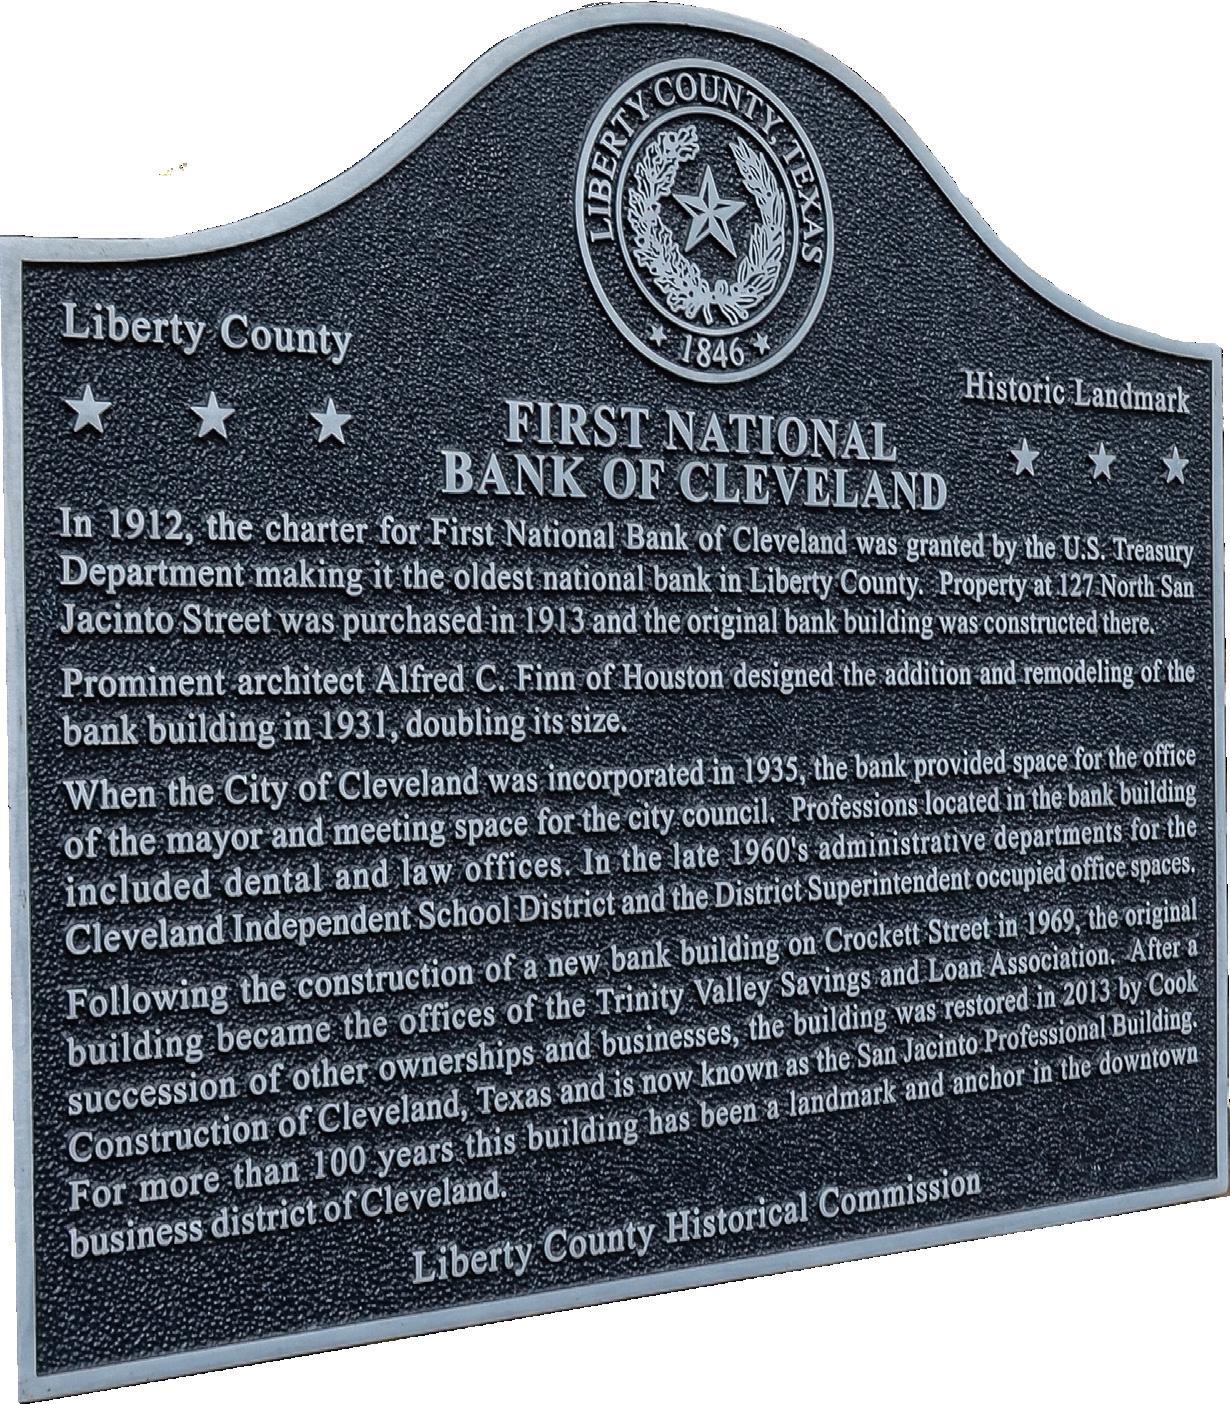 LIBERTY COUNTY, TEXAS
1846
Liberty County
Historic Landmark
FIRST NATIONAL
BANK OF CLEVELAND
In 1912, the charter for First National Bank of Cleveland was granted by the U.S. Treasury
Department making it the oldest national bank in Liberty County. Property at 127 North San
Jacinto Street was purchased in 1913 and the original bank building was constructed there.
Prominent architect Alfred C. Finn of Houston designed the addition and remodeling of the
bank building in 1931, doubling its size.
When the City of Cleveland was incorporated in 1935, the bank provided space for the office
of the mayor and meeting space for the city council. Professions located in the bank building
included dental and law offices. In the late 1960's administrative departments for the
Cleveland Independent School District and the District Superintendent occupied office spaces.
Following the construction of a new bank building on Crockett Street in 1969, the original
building became the offices of the Trinity Valley Savings and Loan Association. After a
succession of other ownerships and businesses, the building was restored in 2013 by Cook
Construction of Cleveland, Texas and is now known as the San Jacinto Professional Building.
For more than 100 years this building has been a landmark and anchor in the downtown
business district of Cleveland.
Liberty County Historical Commission